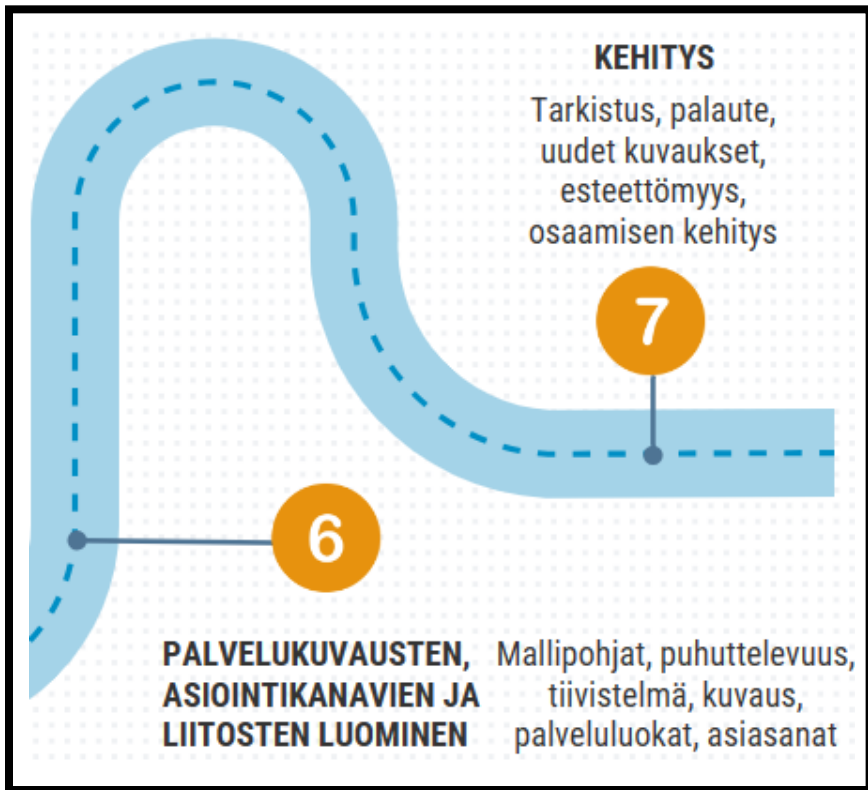 KEHITYS
Tarkistus, palaute,
uudet kuvaukset,
esteettömyys,
osaamisen kehitys
7
6
PALVELUKUVAUSTEN,
ASIOINTIKANAVIEN JA
LIITOSTEN LUOMINEN
Mallipohjat, puhuttelevuus,
tiivistelmä, kuvaus,
palveluluokat, asiasanat